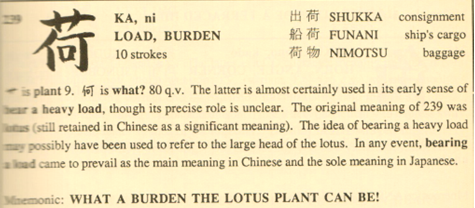 239 荷 KA, ni 出荷 SHUKKA consignment
LOAD, BURDEN 船荷 FUNANI ship's cargo
10 strokes 荷物 NIMOTSU baggage
is plant 9. 何 is what? 80 q.v. The latter is almost certainly used in its early sense of
bear a heavy load, though its precise role is unclear. The original meaning of 239 was
lotus (still retained in Chinese as a significant meaning). The idea of bearing a heavy load
may possibly have been used to refer to the large head of the lotus. In any event, bearing
a load came to prevail as the main meaning in Chinese and the sole meaning in Japanese.
Mnemonic: WHAT A BURDEN THE LOTUS PLANT CAN BE!